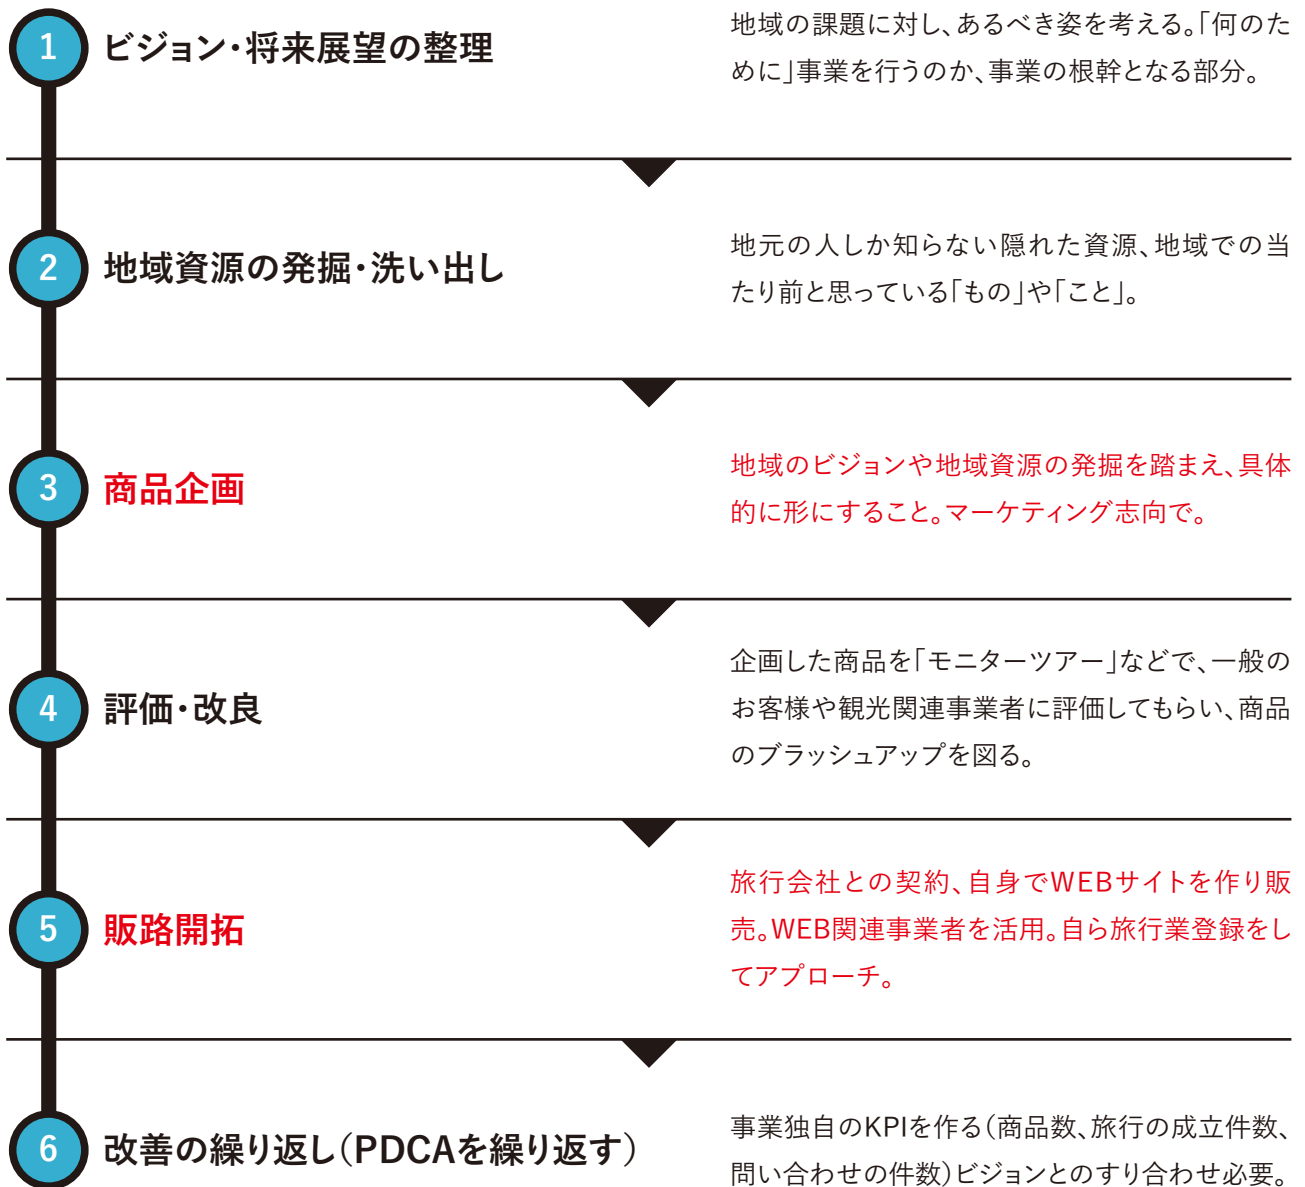 1 ビジョン・将来展望の整理
地域の課題に対し、あるべき姿を考える。「何のた
めに」事業を行うのか、事業の根幹となる部分。
2 地域資源の発掘・洗い出し
地元の人しか知らない隠れた資源、地域での当
たり前と思っている「もの」や「こと」。
3 商品企画
地域のビジョンや地域資源の発掘を踏まえ、具体
的に形にすること。マーケティング志向で。
4 評価・改良
企画した商品を「モニターツアー」などで、一般の
お客様や観光関連事業者に評価してもらい、商品
のブラッシュアップを図る。
5 販路開拓
旅行会社との契約、自身でWEBサイトを作り販
売。WEB関連事業者を活用。自ら旅行業登録をし
てアプローチ。
6 改善の繰り返し(PDCAを繰り返す)
事業独自のKPIを作る(商品数、旅行の成立件数、
問い合わせの件数)ビジョンとのすり合わせ必要。